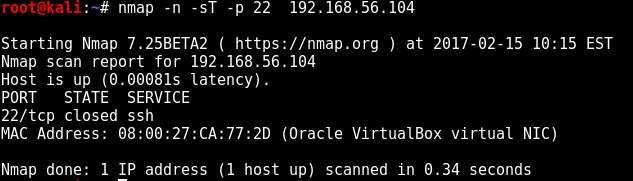 root@kali:~# nmap -n -sT -p 22  192.168.56.104
Starting Nmap 7.25BETA2 ( https://nmap.org ) at 2017-02-15 10:15 EST
Nmap scan report for 192.168.56.104
Host is up (0.00081s latency).
PORT   STATE  SERVICE
22/tcp closed ssh
MAC Address: 08:00:27:CA:77:2D (Oracle VirtualBox virtual NIC)
Nmap done: 1 IP address (1 host up) scanned in 0.34 seconds